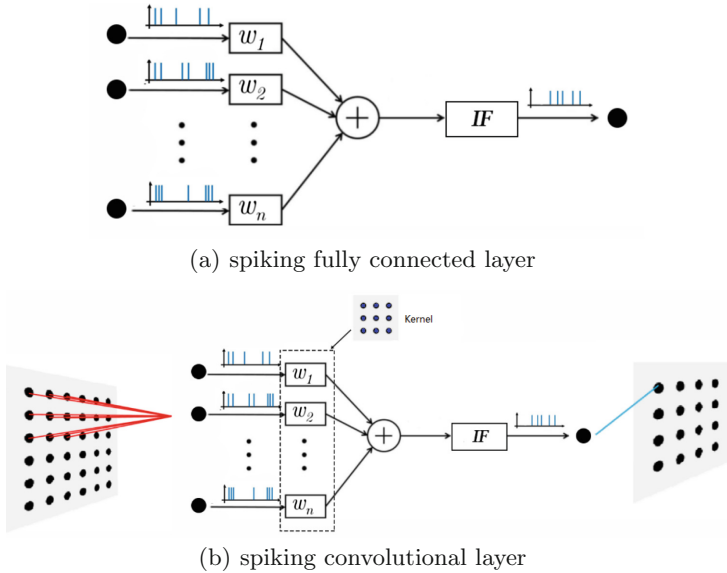 w1
w2
IF
wn
(a) spiking fully connected layer
Kernel
w1
w2
IF
wn
(b) spiking convolutional layer